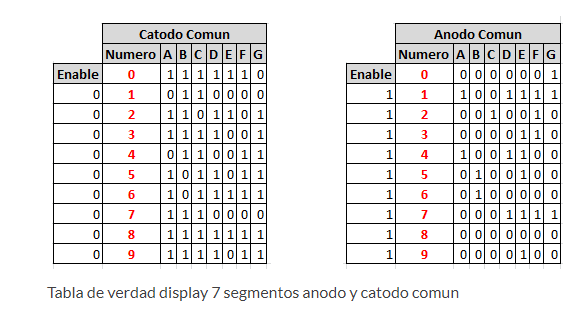 Catodo Comun
Numero A B C D E F G
Enable 0 1 1 1 1 1 1 0
0 1 0 1 1 0 0 0 0
0 2 1 1 0 1 1 0 1
0 3 1 1 1 1 0 0 1
0 4 0 1 1 0 0 1 1
0 5 1 0 1 1 0 1 1
0 6 1 0 1 1 1 1 1
0 7 1 1 1 0 0 0 0
0 8 1 1 1 1 1 1 1
0 9 1 1 1 1 0 1 1
Anodo Comun
Numero A B C D E F G
Enable 0 0 0 0 0 0 0 1
1 1 1 0 0 1 1 1 1
1 2 0 0 1 0 0 1 0
1 3 0 0 0 0 1 1 0
1 4 1 0 0 1 1 0 0
1 5 0 1 0 0 1 0 0
1 6 0 1 0 0 0 0 0
1 7 0 0 0 1 1 1 1
1 8 0 0 0 0 0 0 0
1 9 0 0 0 0 1 0 0
Tabla de verdad display 7 segmentos anodo y catodo comun